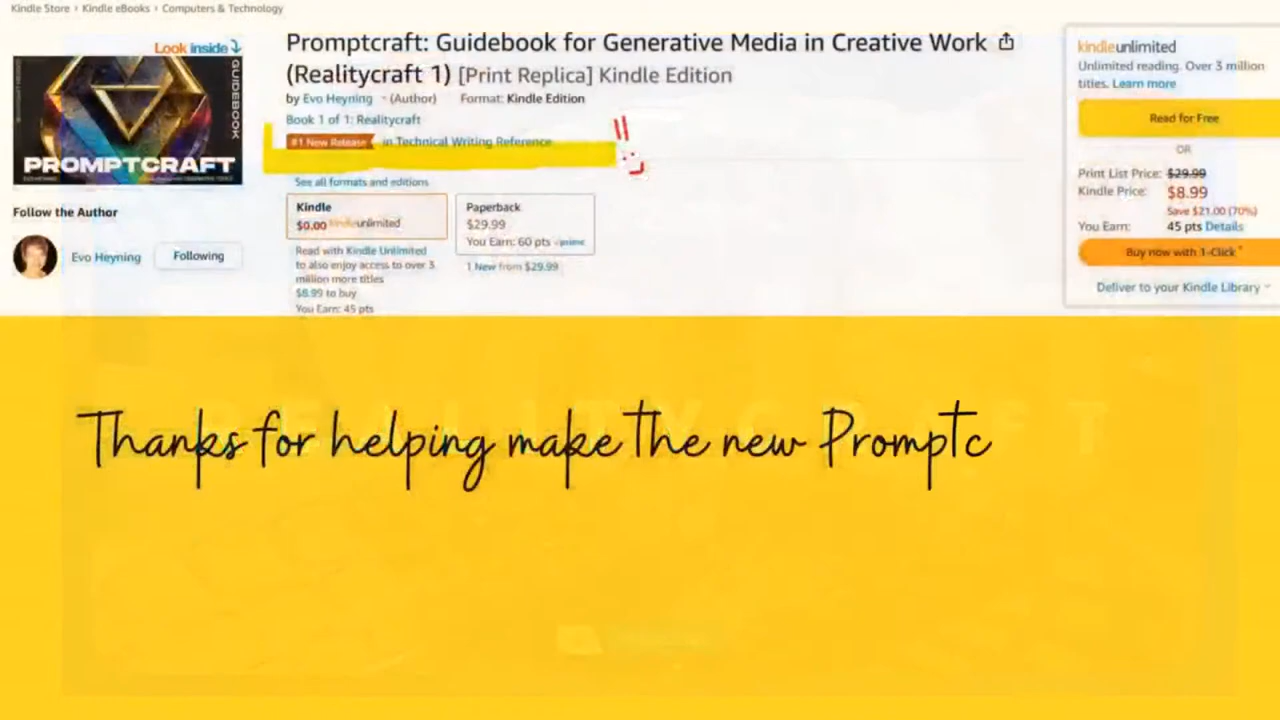 Kindle Store › Kindle eBooks › Computers & Technology
Look inside
GUIDEBOOK
PROMPTCRAFT
Follow the Author
Evo Heyning
Following
Promptcraft: Guidebook for Generative Media in Creative Work
(Realitycraft 1) [Print Replica] Kindle Edition
by Evo Heyning (Author) Format: Kindle Edition
Book 1 of 1: Realitycraft
#1 New Release in Technical Writing Reference
See all formats and editions
Kindle
$0.00 kindleunlimited
Read with Kindle Unlimited
to also enjoy access to over 3
million more titles
$8.99 to buy
You Earn: 45 pts
Paperback
$29.99
You Earn: 60 pts prime
1 New from $29.99
kindleunlimited
Unlimited reading. Over 3 million
titles. Learn more
Read for Free
OR
Print List Price: $29.99
Kindle Price: $8.99
Save $21.00 (70%)
You Earn: 45 pts Details
Buy now with 1-Click
Deliver to your Kindle Library
Thanks for helping make the new Promptc
REALITYCRAFT